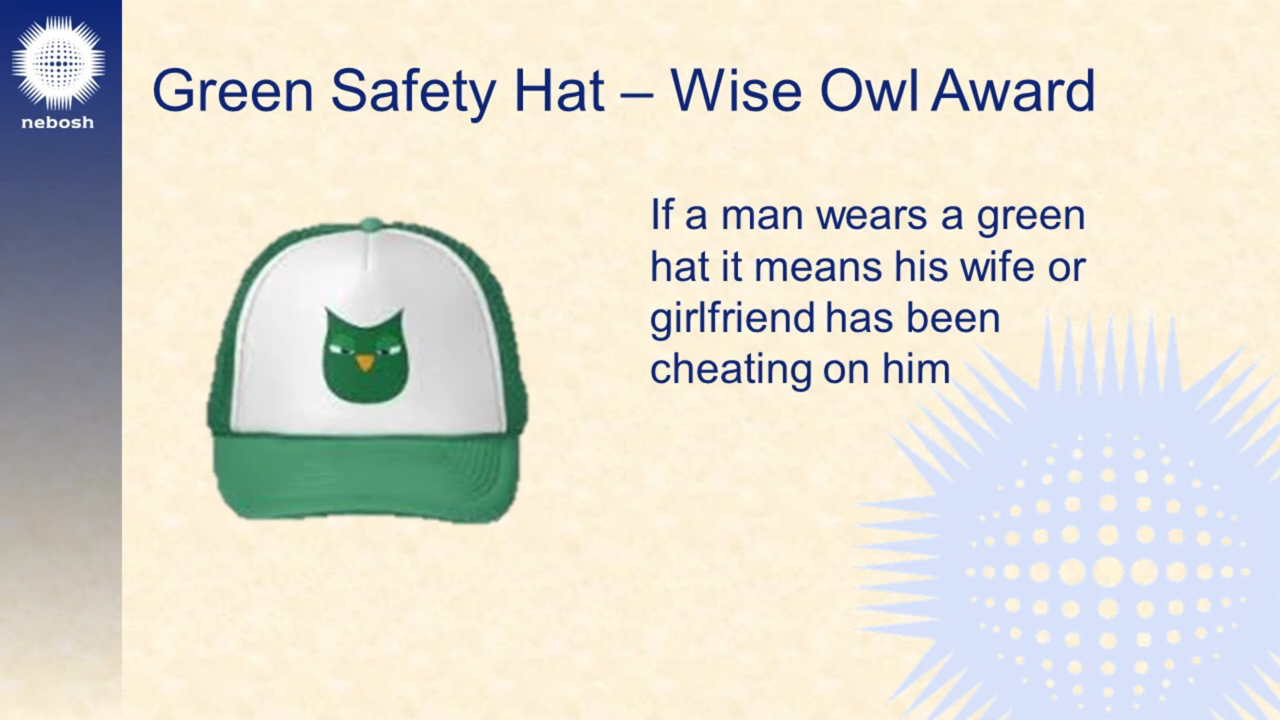 nebosh
Green Safety Hat – Wise Owl Award
If a man wears a green
hat it means his wife or
girlfriend has been
cheating on him